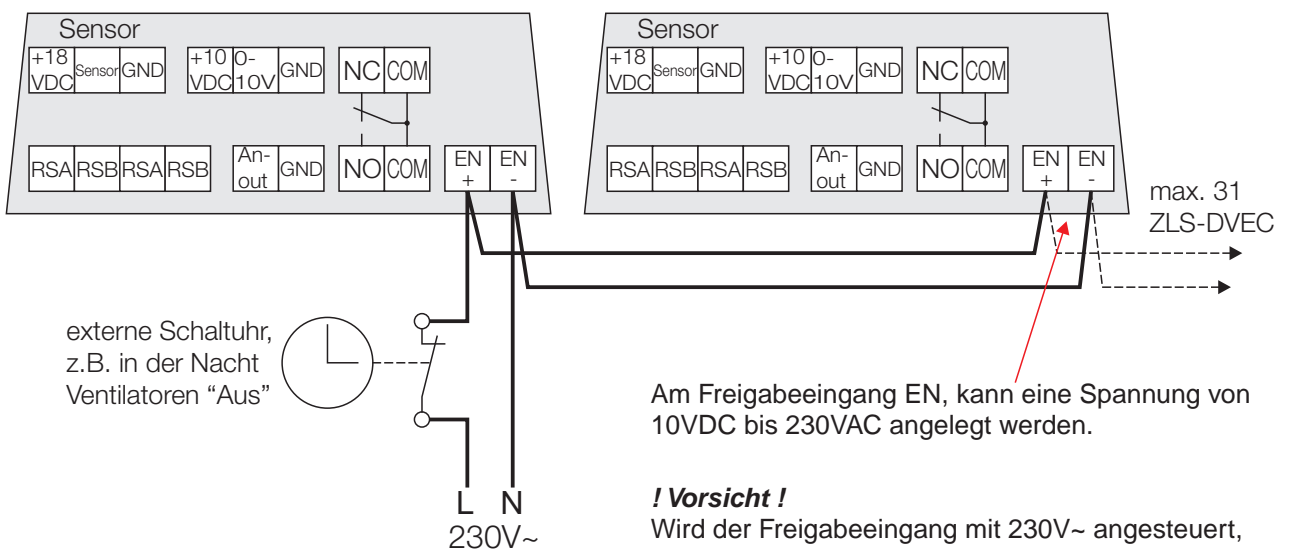 Sensor
+18 VDC Sensor GND +10 VDC 0-10V GND NC COM
RSA RSB RSA RSB An-out GND NO COM EN + EN -
Sensor
+18 VDC Sensor GND +10 VDC 0-10V GND NC COM
RSA RSB RSA RSB An-out GND NO COM EN + EN -
max. 31
ZLS-DVEC
externe Schaltuhr,
z.B. in der Nacht
Ventilatoren “Aus”
L N
230V~
Am Freigabeeingang EN, kann eine Spannung von
10VDC bis 230VAC angelegt werden.
! Vorsicht !
Wird der Freigabeeingang mit 230V~ angesteuert,